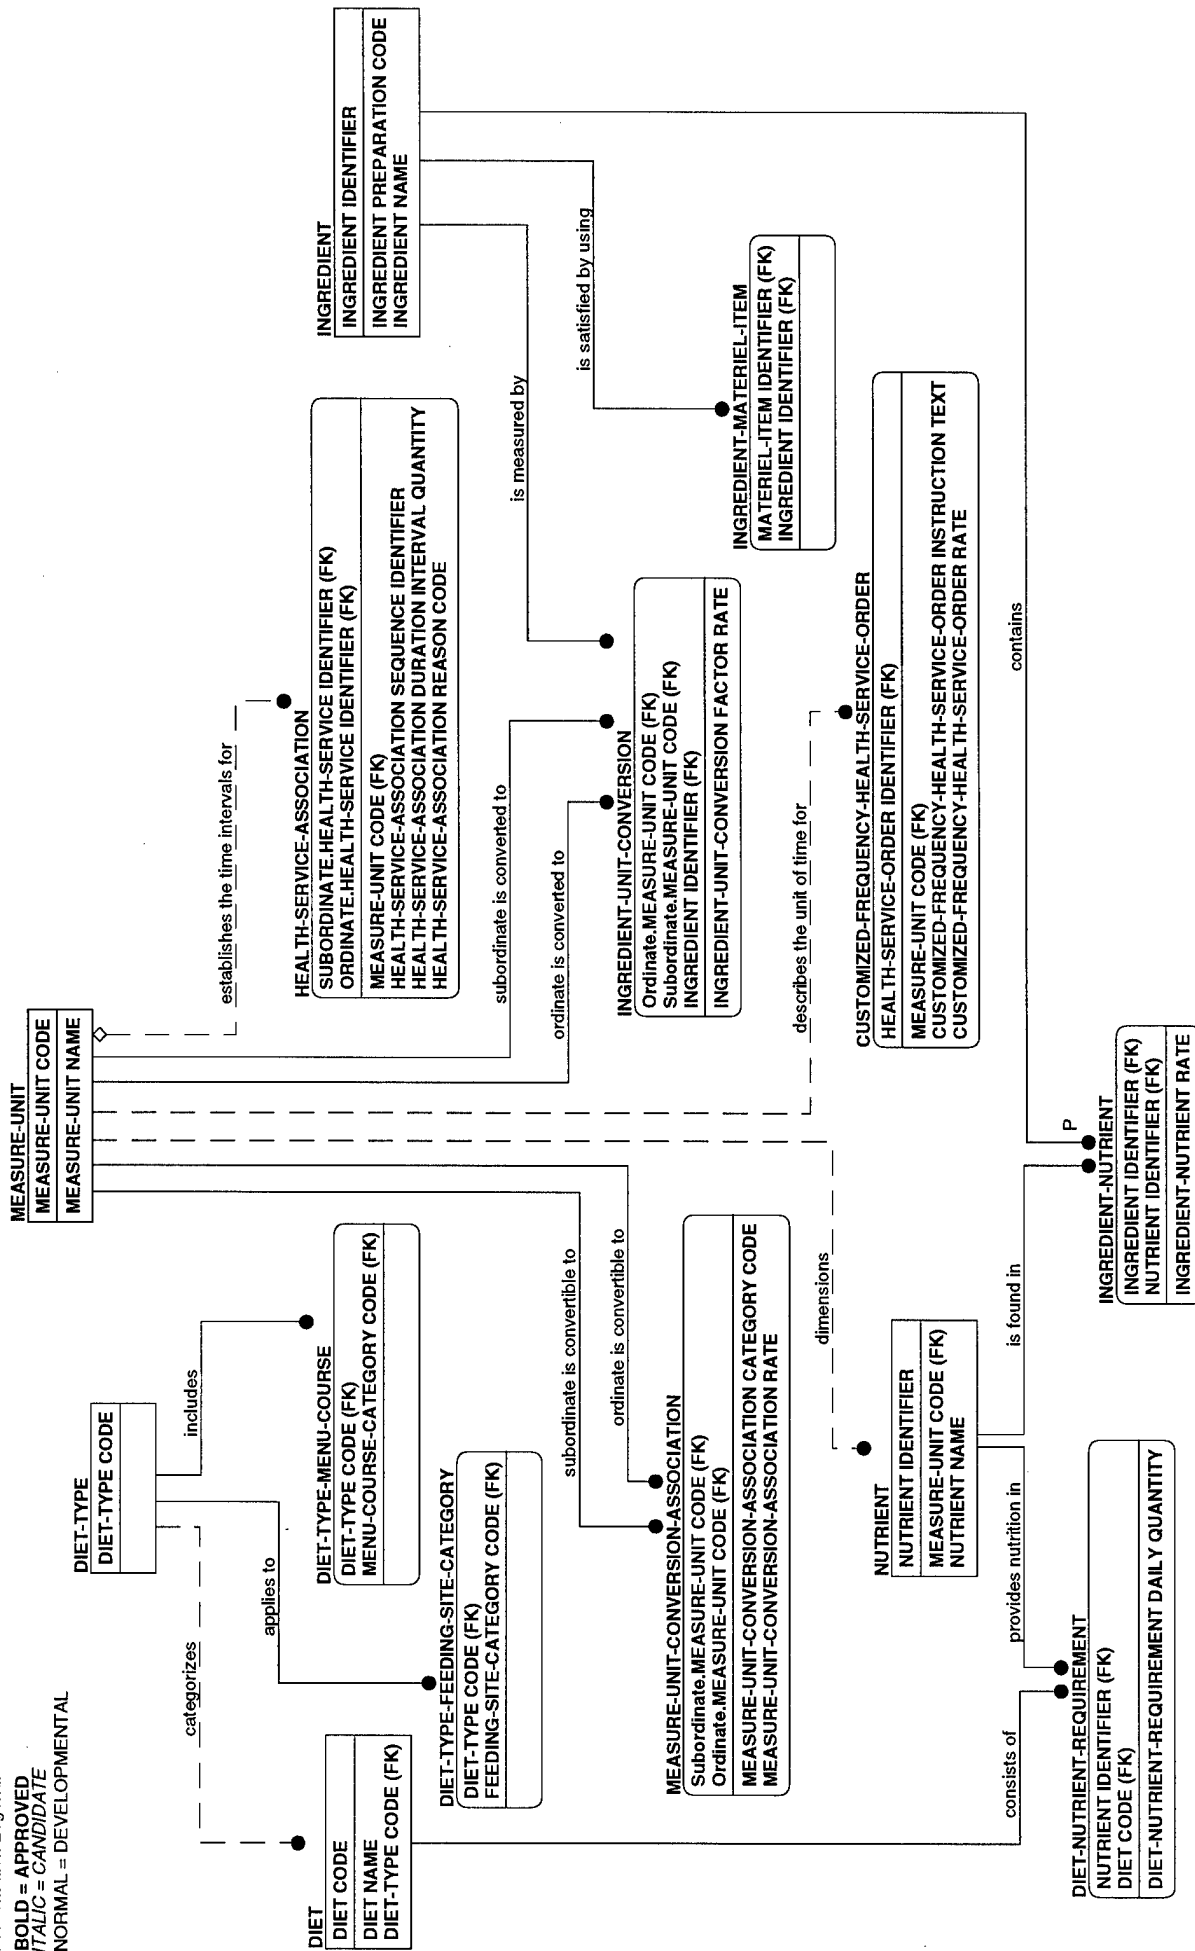 BOLD = APPROVED
ITALIC = CANDIDATE
NORMAL = DEVELOPMENTAL
DIET-TYPE
DIET-TYPE CODE
categorizes
applies to
includes
DIET
DIET CODE
DIET NAME
DIET-TYPE CODE (FK)
DIET-TYPE-FEEDING-SITE-CATEGORY
DIET-TYPE CODE (FK)
FEEDING-SITE-CATEGORY CODE (FK)
DIET-TYPE-MENU-COURSE
DIET-TYPE CODE (FK)
MENU-COURSE-CATEGORY CODE (FK)
MEASURE-UNIT
MEASURE-UNIT CODE
MEASURE-UNIT NAME
establishes the time intervals for
HEALTH-SERVICE-ASSOCIATION
SUBORDINATE.HEALTH-SERVICE IDENTIFIER (FK)
ORDINATE.HEALTH-SERVICE IDENTIFIER (FK)
MEASURE-UNIT CODE (FK)
HEALTH-SERVICE-ASSOCIATION SEQUENCE IDENTIFIER
HEALTH-SERVICE-ASSOCIATION DURATION INTERVAL QUANTITY
HEALTH-SERVICE-ASSOCIATION REASON CODE
INGREDIENT
INGREDIENT IDENTIFIER
INGREDIENT PREPARATION CODE
INGREDIENT NAME
subordinate is converted to
ordinate is converted to
is measured by
is satisfied by using
INGREDIENT-UNIT-CONVERSION
Ordinate.MEASURE-UNIT CODE (FK)
Subordinate.MEASURE-UNIT CODE (FK)
INGREDIENT IDENTIFIER (FK)
INGREDIENT-UNIT-CONVERSION FACTOR RATE
INGREDIENT-MATERIEL-ITEM
MATERIEL-ITEM IDENTIFIER (FK)
INGREDIENT IDENTIFIER (FK)
subordinate is convertible to
ordinate is convertible to
MEASURE-UNIT-CONVERSION-ASSOCIATION
Subordinate.MEASURE-UNIT CODE (FK)
Ordinate.MEASURE-UNIT CODE (FK)
MEASURE-UNIT-CONVERSION-ASSOCIATION CATEGORY CODE
MEASURE-UNIT-CONVERSION-ASSOCIATION RATE
dimensions
describes the unit of time for
CUSTOMIZED-FREQUENCY-HEALTH-SERVICE-ORDER
HEALTH-SERVICE-ORDER IDENTIFIER (FK)
MEASURE-UNIT CODE (FK)
CUSTOMIZED-FREQUENCY-HEALTH-SERVICE-ORDER INSTRUCTION TEXT
CUSTOMIZED-FREQUENCY-HEALTH-SERVICE-ORDER RATE
NUTRIENT
NUTRIENT IDENTIFIER
MEASURE-UNIT CODE (FK)
NUTRIENT NAME
consists of
provides nutrition in
is found in
contains
P
DIET-NUTRIENT-REQUIREMENT
NUTRIENT IDENTIFIER (FK)
DIET CODE (FK)
DIET-NUTRIENT-REQUIREMENT DAILY QUANTITY
INGREDIENT-NUTRIENT
INGREDIENT IDENTIFIER (FK)
NUTRIENT IDENTIFIER (FK)
INGREDIENT-NUTRIENT RATE